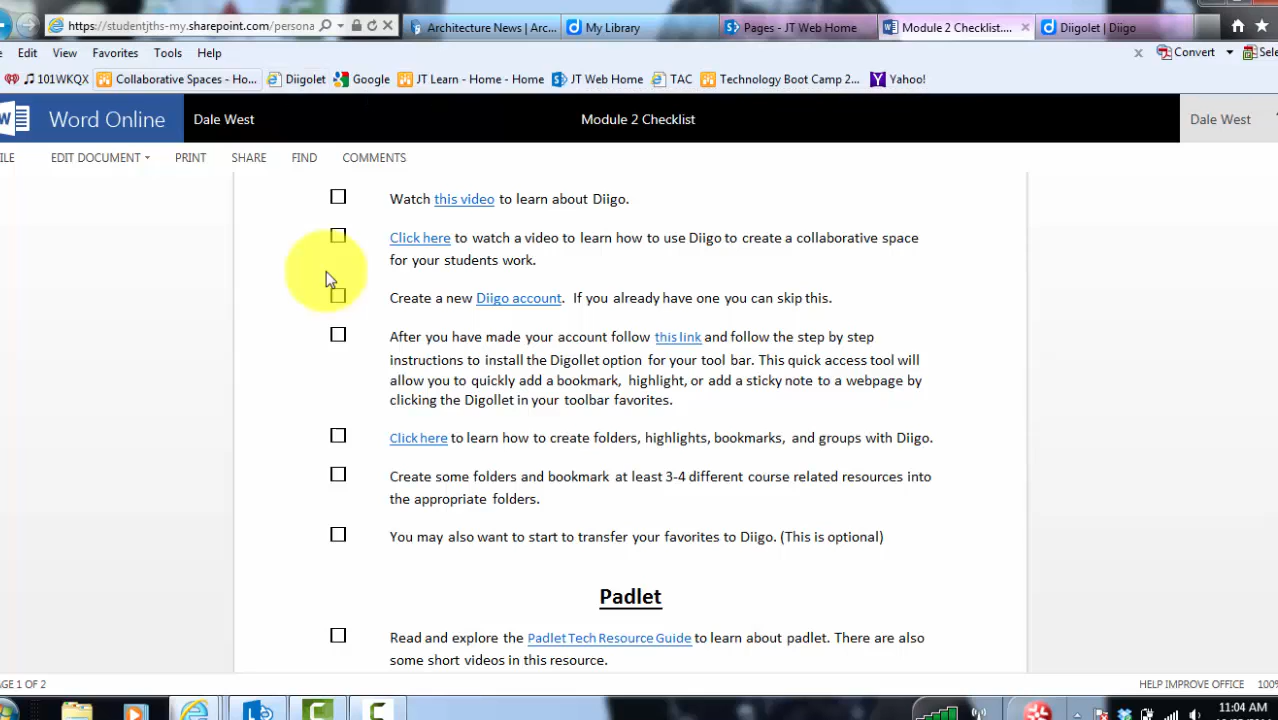 https://studentjths-my.sharepoint.com/persona
Architecture News | Arc...
My Library
Pages - JT Web Home
Module 2 Checklist....
Diigolet | Diigo
Edit View Favorites Tools Help
Convert
Sele
101WKQX Collaborative Spaces - Ho... Diigolet Google JT Learn - Home - Home JT Web Home TAC Technology Boot Camp 2... Yahoo!
Word Online Dale West Module 2 Checklist Dale West
ILE EDIT DOCUMENT PRINT SHARE FIND COMMENTS
Watch this video to learn about Diigo.
Click here to watch a video to learn how to use Diigo to create a collaborative space
for your students work.
Create a new Diigo account. If you already have one you can skip this.
After you have made your account follow this link and follow the step by step
instructions to install the Digollet option for your tool bar. This quick access tool will
allow you to quickly add a bookmark, highlight, or add a sticky note to a webpage by
clicking the Digollet in your toolbar favorites.
Click here to learn how to create folders, highlights, bookmarks, and groups with Diigo.
Create some folders and bookmark at least 3-4 different course related resources into
the appropriate folders.
You may also want to start to transfer your favorites to Diigo. (This is optional)
Padlet
Read and explore the Padlet Tech Resource Guide to learn about padlet. There are also
some short videos in this resource.
AGE 1 OF 2 HELP IMPROVE OFFICE 100%
11:04 AM